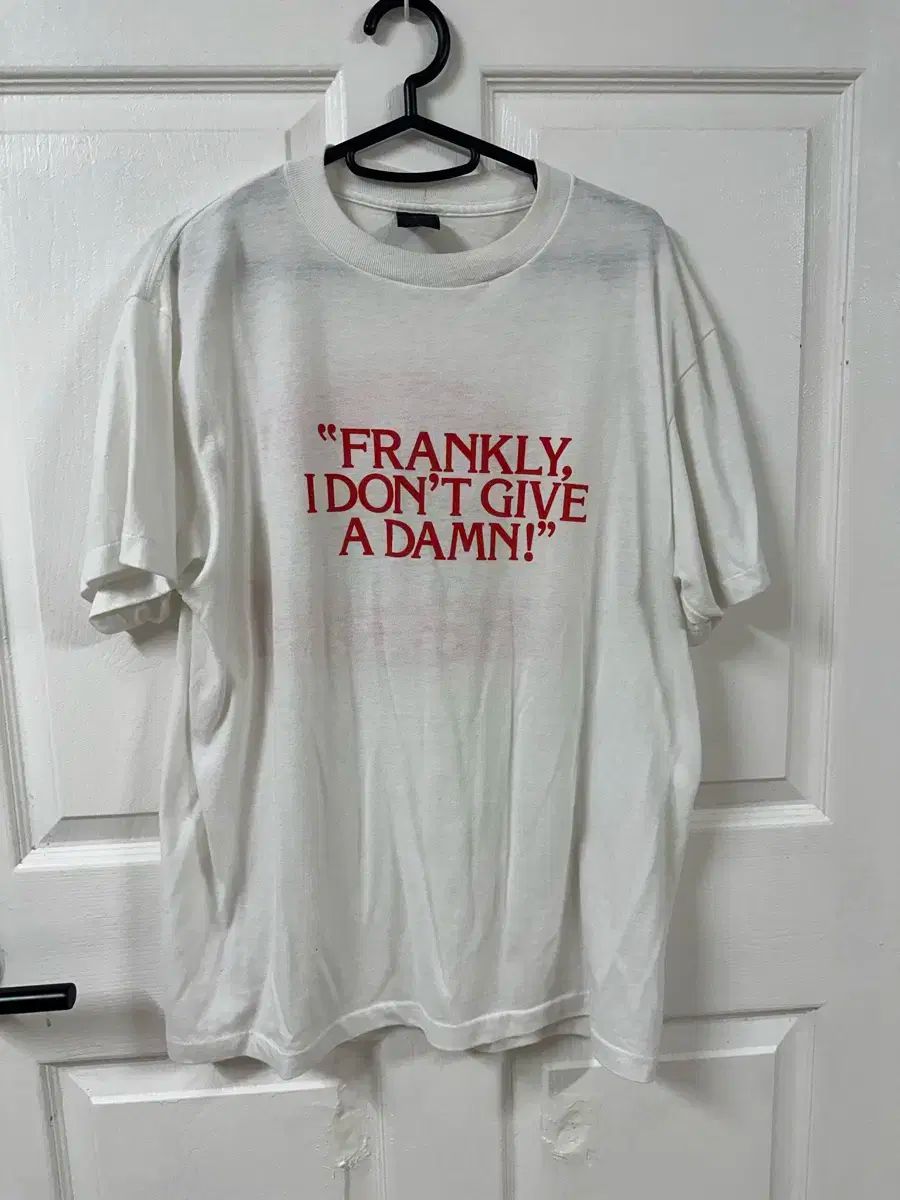 “FRANKLY,
I DON’T GIVE
A DAMN!”